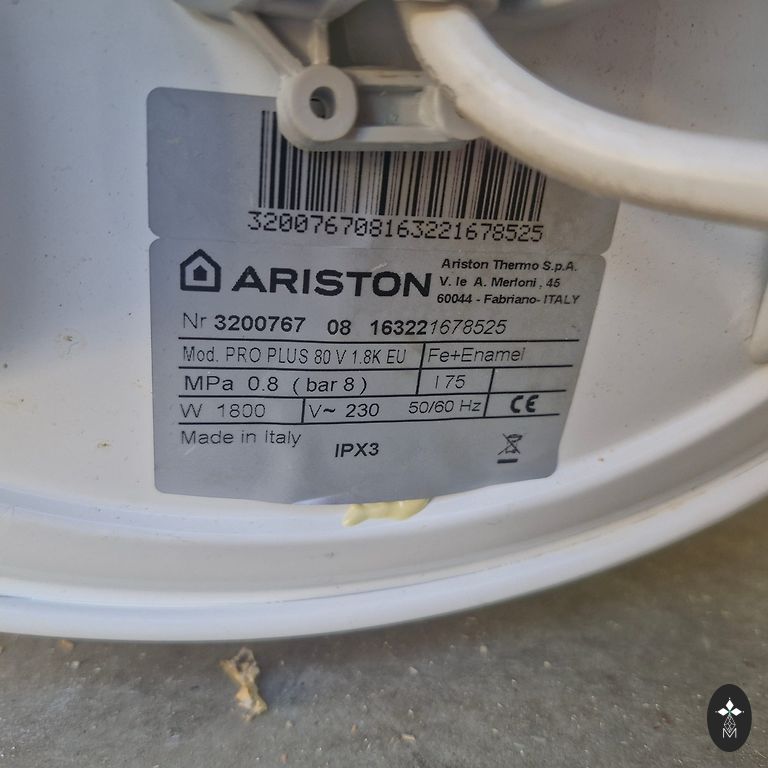 320076708163221678525
ARISTON
Ariston Thermo S.p.A.
V. le A. Merloni , 45
60044 - Fabriano- ITALY
Nr 3200767 08 163221678525
Mod. PRO PLUS 80 V 1.8K EU Fe+Enamel
MPa 0.8 ( bar 8 ) l 75
W 1800 V~ 230 50/60 Hz CE
Made in Italy IPX3
M